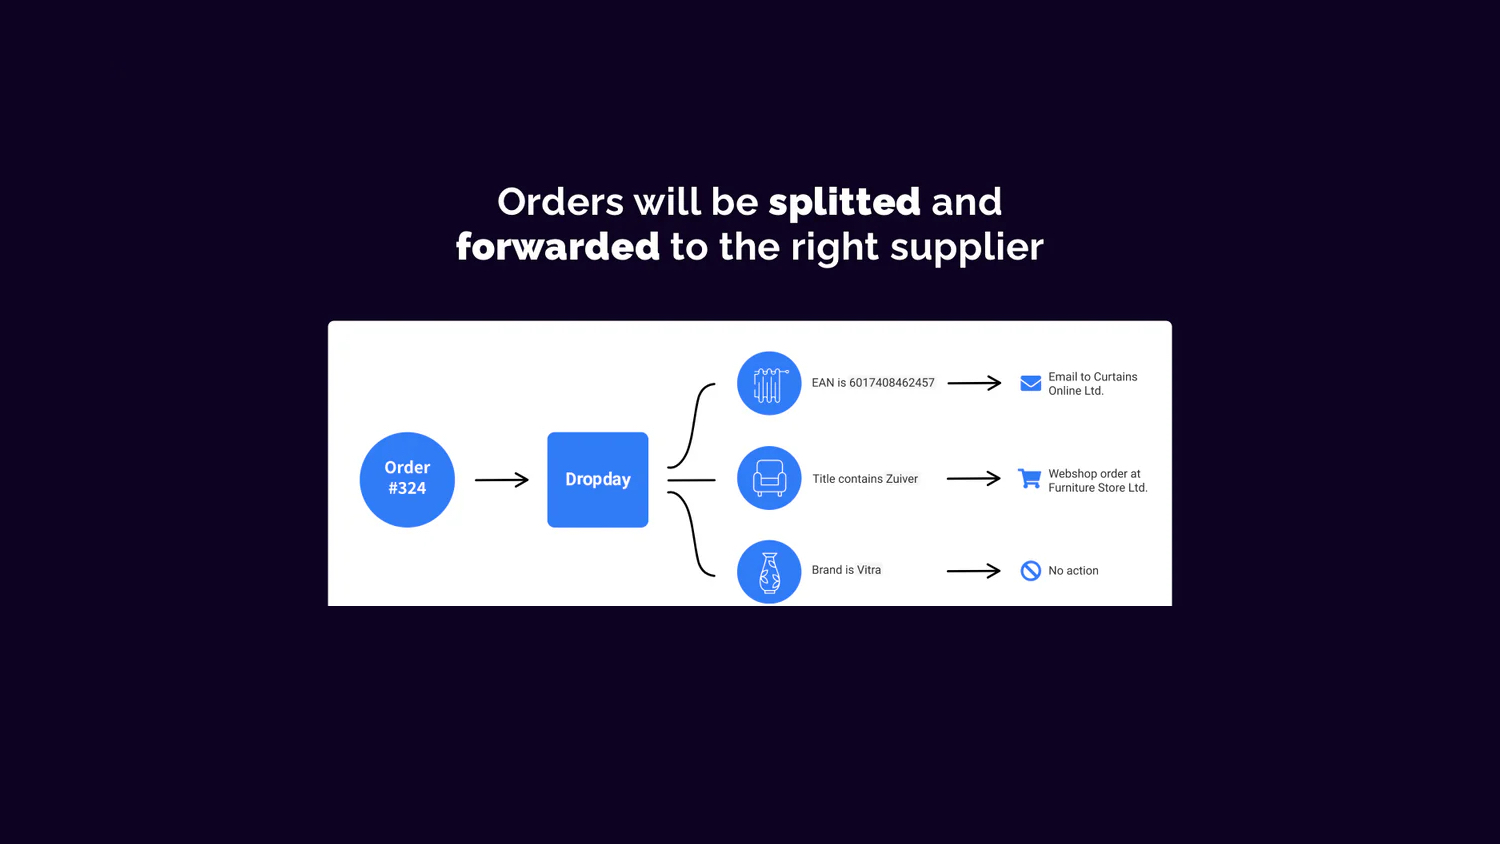 Orders will be splitted and
forwarded to the right supplier
Order
#324
Dropday
EAN is 6017408462457
Email to Curtains
Online Ltd.
Title contains Zuiver
Webshop order at
Furniture Store Ltd.
Brand is Vitra
No action